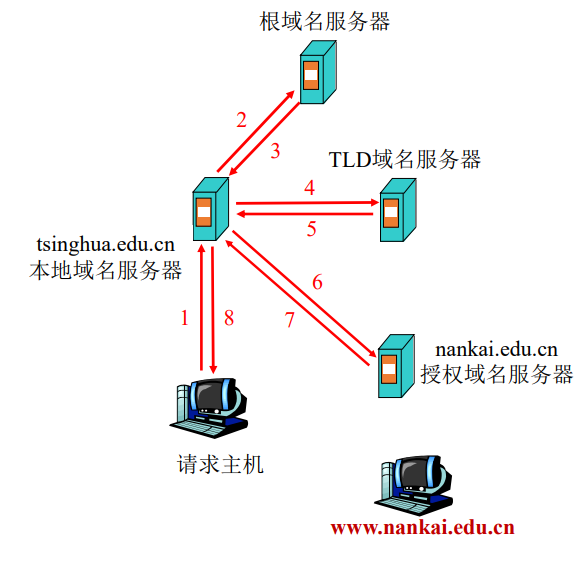 根域名服务器
2
3
TLD域名服务器
4
5
tsinghua.edu.cn
本地域名服务器
6
7
1
8
nankai.edu.cn
授权域名服务器
请求主机
www.nankai.edu.cn